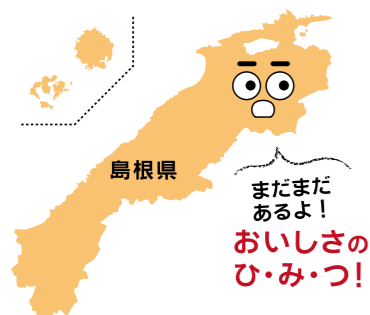 島根県
まだまだ
あるよ！
おいしさの
ひ・み・つ！